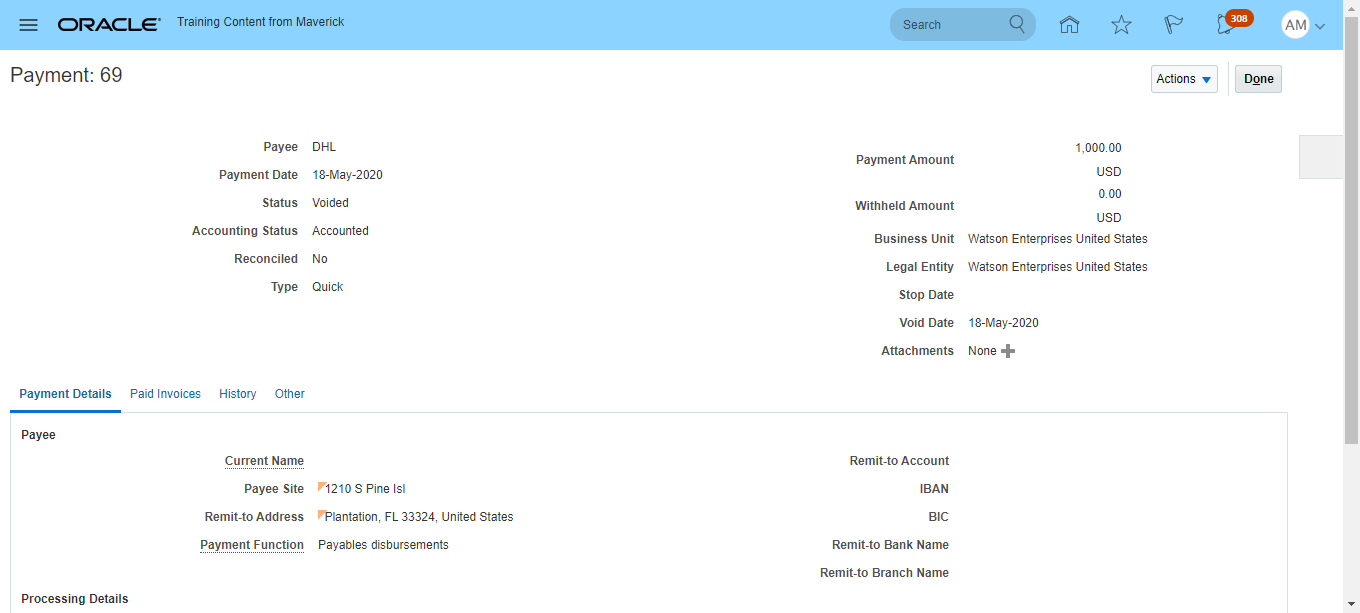 ORACLE Training Content from Maverick Search 308 AM
Payment: 69 Actions Done
Payee DHL
Payment Date 18-May-2020
Status Voided
Accounting Status Accounted
Reconciled No
Type Quick
Payment Amount 1,000.00 USD
Withheld Amount 0.00 USD
Business Unit Watson Enterprises United States
Legal Entity Watson Enterprises United States
Stop Date
Void Date 18-May-2020
Attachments None
Payment Details Paid Invoices History Other
Payee
Current Name
Payee Site 1210 S Pine Isl
Remit-to Address Plantation, FL 33324, United States
Payment Function Payables disbursements
Remit-to Account
IBAN
BIC
Remit-to Bank Name
Remit-to Branch Name
Processing Details